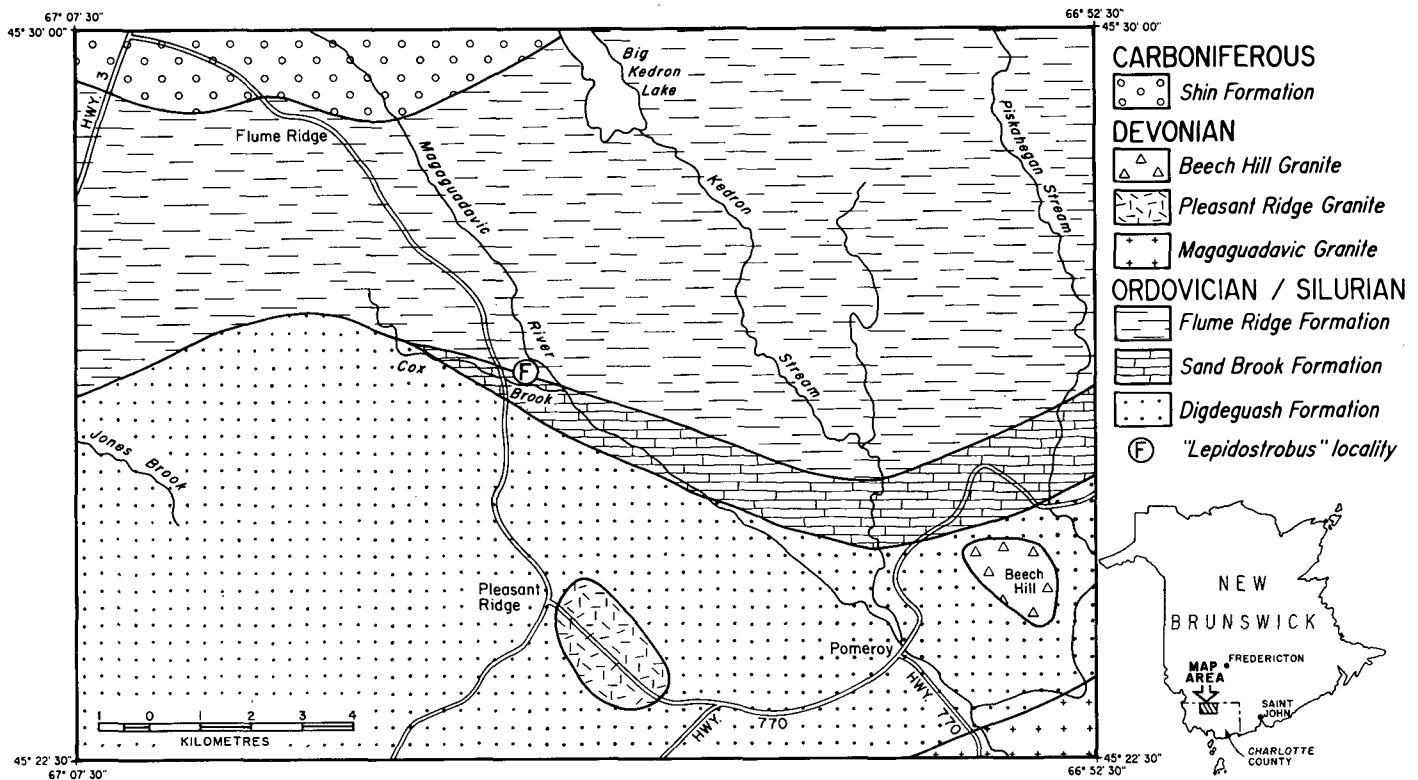 67° 07' 30"
45° 30' 00"
66° 52' 30"
45° 30' 00"
HWY. 3
Flume Ridge
Magaguadavic
River
Big
Kedron
Lake
Kedron
Stream
Piskahegan Stream
Cox
Brook
F
Jones Brook
Pleasant
Ridge
Beech
Hill
Pomeroy
HWY. 770
HWY. 770
1 0 1 2 3 4
KILOMETRES
45° 22' 30"
67° 07' 30"
45° 22' 30"
66° 52' 30"
CARBONIFEROUS
Shin Formation
DEVONIAN
Beech Hill Granite
Pleasant Ridge Granite
Magaguadavic Granite
ORDOVICIAN / SILURIAN
Flume Ridge Formation
Sand Brook Formation
Digdeguash Formation
F "Lepidostrobus" locality
NEW
BRUNSWICK
FREDERICTON
MAP
AREA
SAINT
JOHN
CHARLOTTE
COUNTY